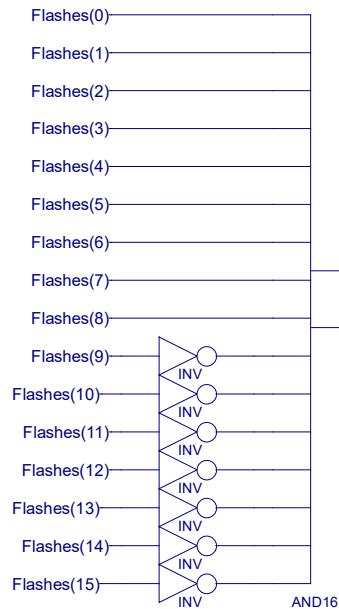 Flashes(0)
Flashes(1)
Flashes(2)
Flashes(3)
Flashes(4)
Flashes(5)
Flashes(6)
Flashes(7)
Flashes(8)
Flashes(9)
INV
Flashes(10)
INV
Flashes(11)
INV
Flashes(12)
INV
Flashes(13)
INV
Flashes(14)
INV
Flashes(15)
INV
AND16